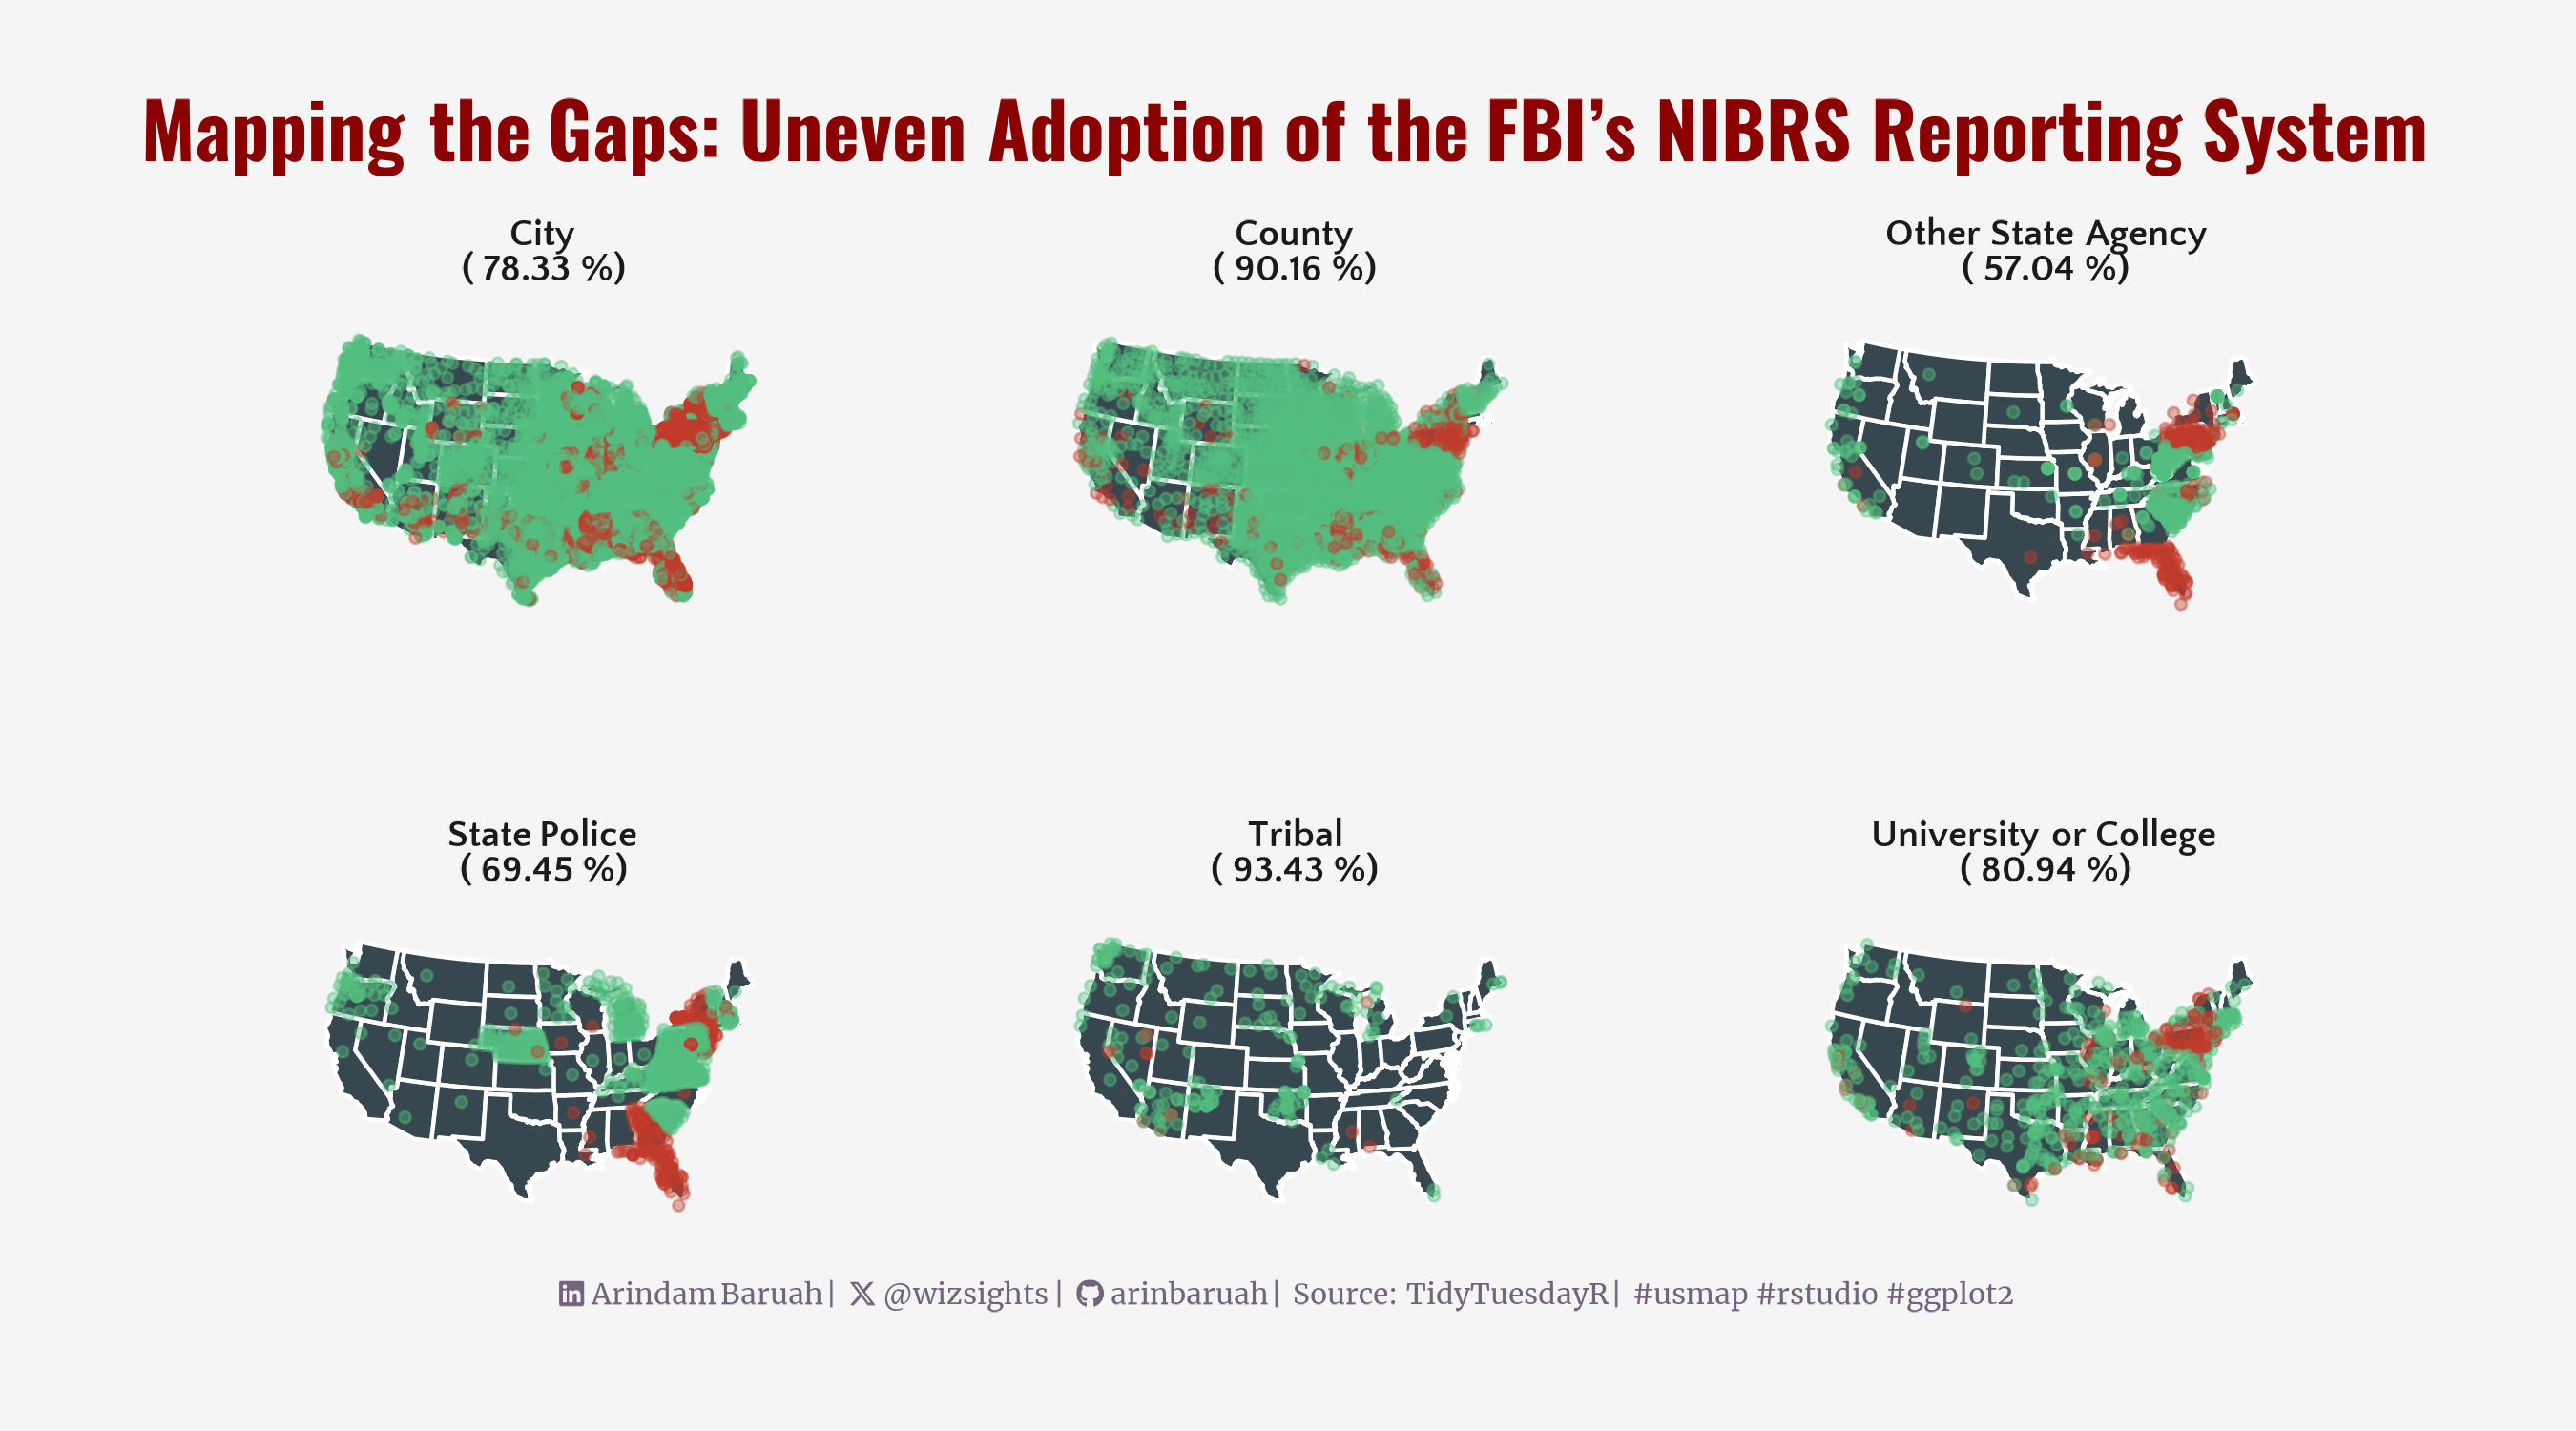 Mapping the Gaps: Uneven Adoption of the FBI’s NIBRS Reporting System
City
( 78.33 %)
County
( 90.16 %)
Other State Agency
( 57.04 %)
State Police
( 69.45 %)
Tribal
( 93.43 %)
University or College
( 80.94 %)
in Arindam Baruah| X @wizsights| arinbaruah| Source: TidyTuesdayR| #usmap #rstudio #ggplot2